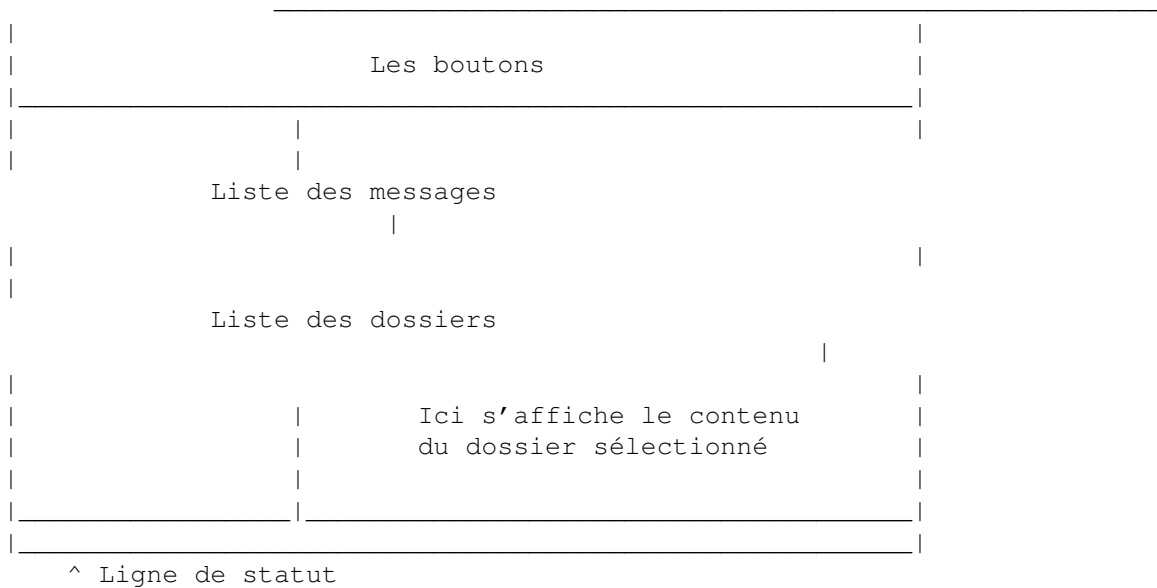 Les boutons
Liste des messages
Liste des dossiers
Ici s'affiche le contenu
du dossier sélectionné
^ Ligne de statut